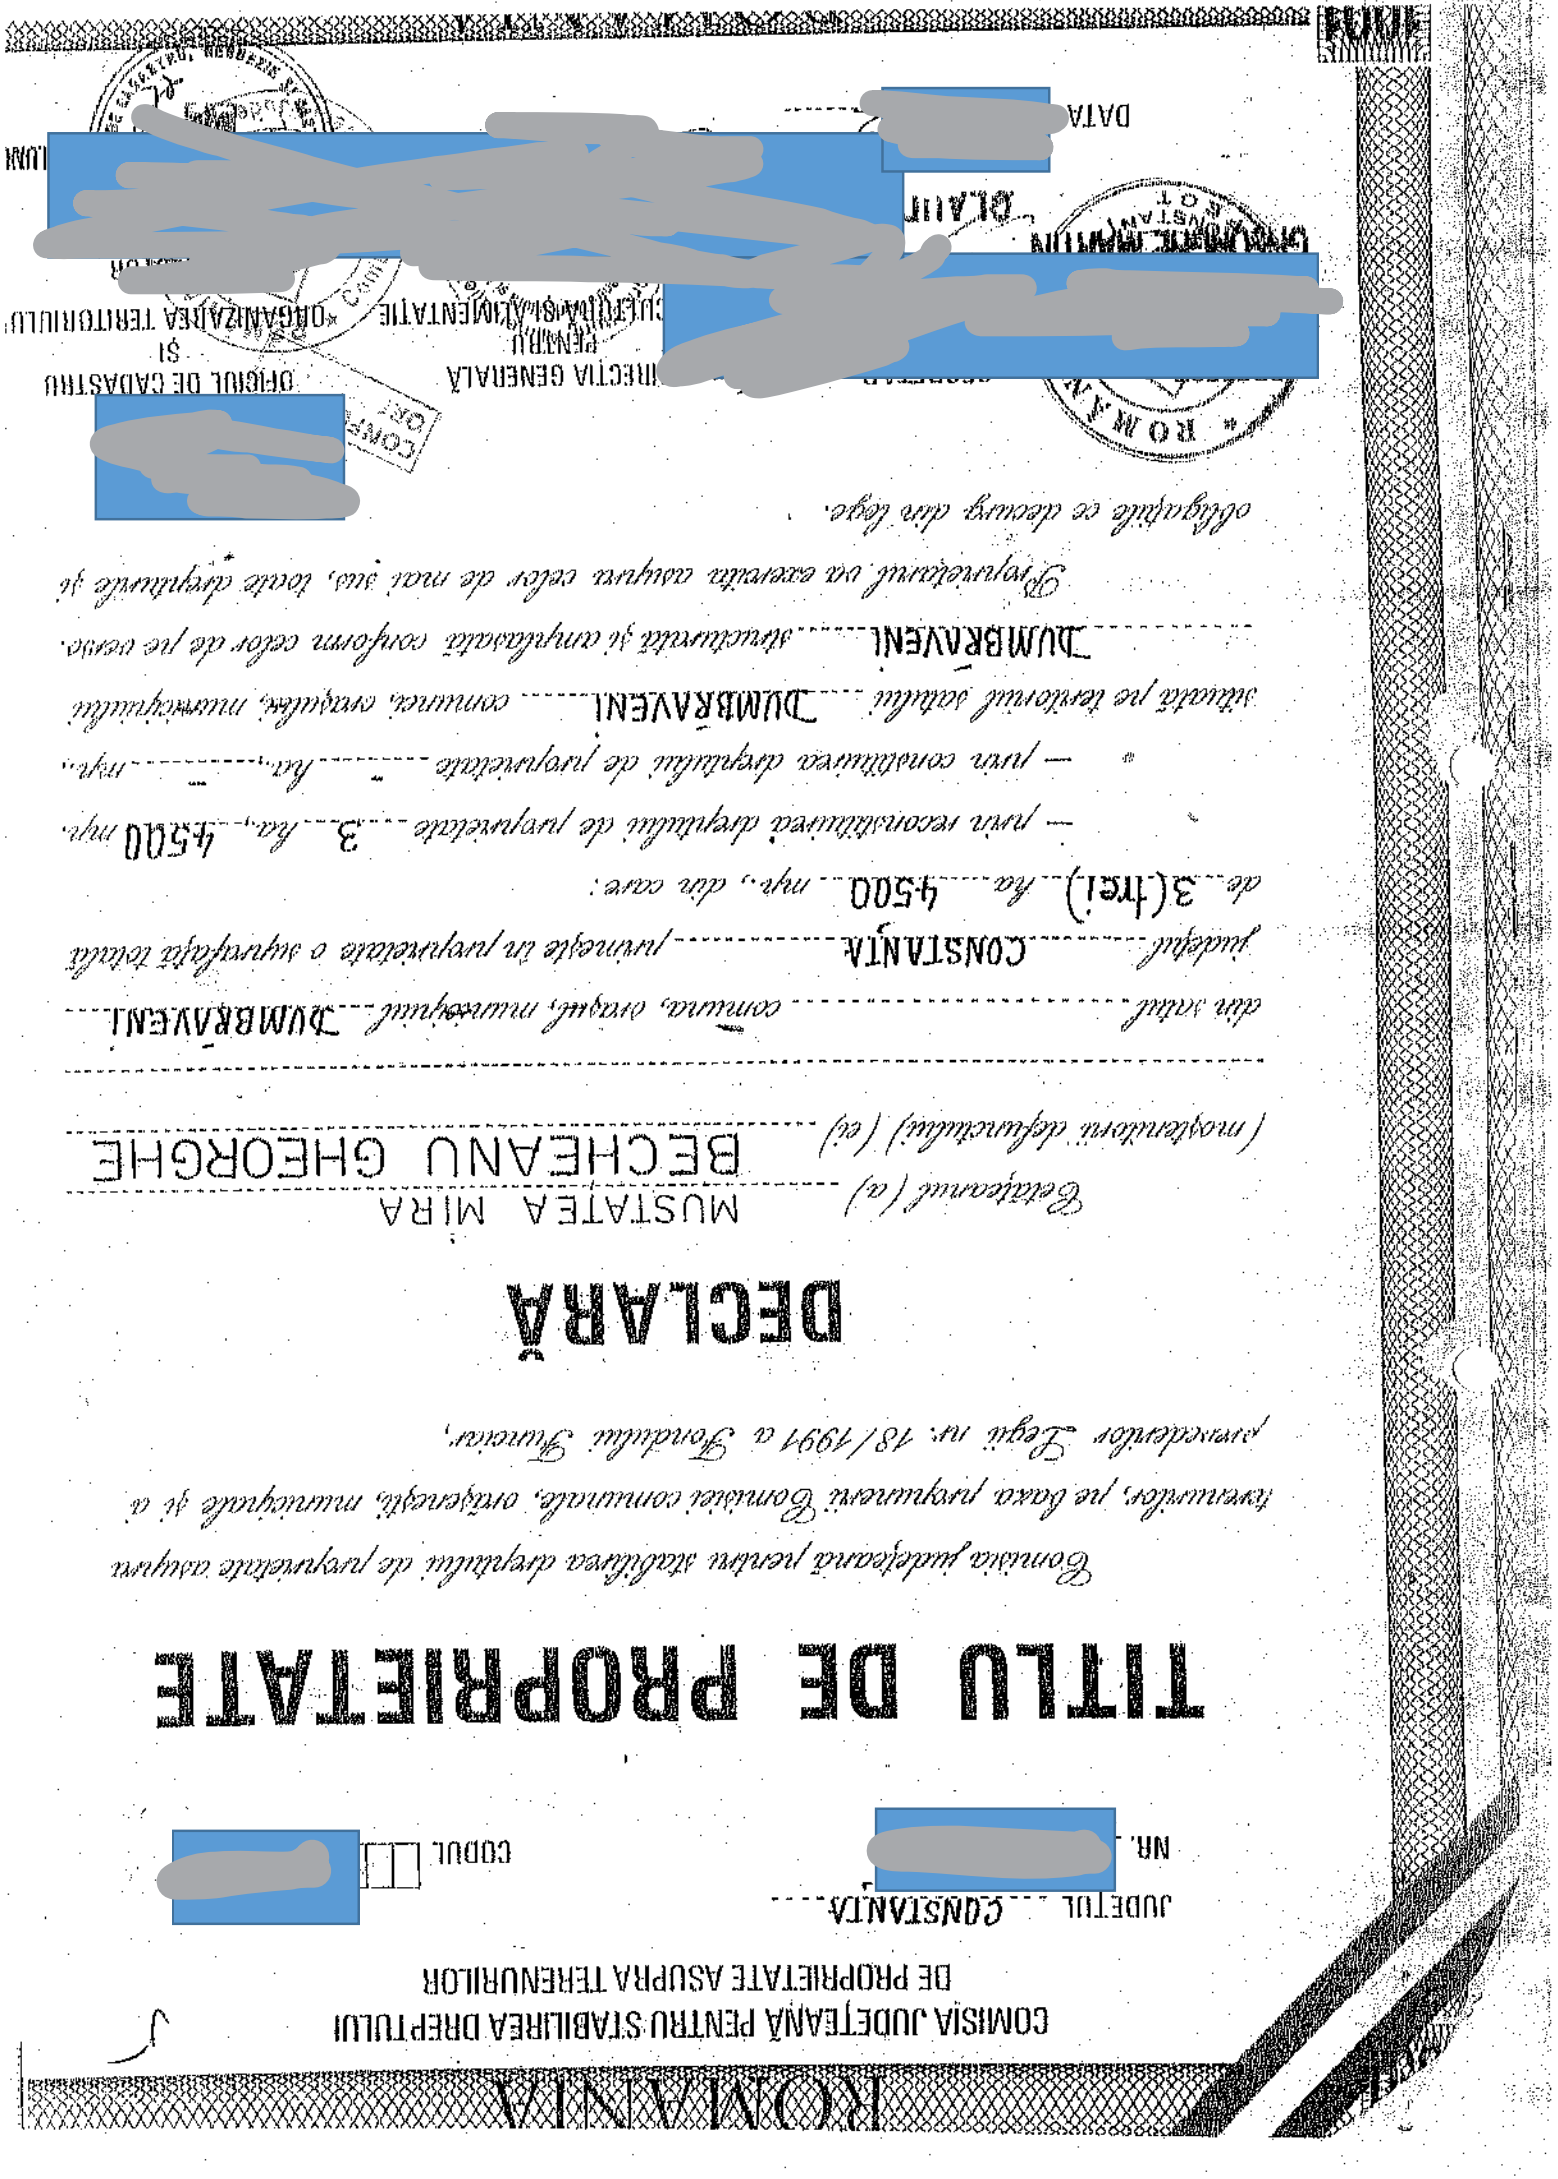 ROMANIA
COMISIA JUDEȚEANĂ PENTRU STABILIREA DREPTULUI
DE PROPRIETATE ASUPRA TERENURILOR
JUDEȚUL CONSTANȚA
NR. CODUL
TITLU DE PROPRIETATE
Comisia județeană pentru stabilirea dreptului de proprietate asupra
terenurilor, pe baza propunerii Comisiei comunale, orășenești, municipale și a
prevederilor Legii nr. 18/1991 a Fondului Funciar,
DECLARĂ
Cetățeanul (a) MUSTATEA MIRA
(moștenitorii defunctului) (ei) BECHEANU GHEORGHE
din satul comuna, orașul, municipiul DUMBRĂVENI
județul CONSTANȚA primește în proprietate o suprafață totală
de 3 (trei) ha 4500 mp., din care:
— prin reconstituirea dreptului de proprietate 3 ha., 4500 mp.
— prin constituirea dreptului de proprietate - ha., - mp.,
situată pe teritoriul satului DUMBRĂVENI comunei, orașului, municipiului
DUMBRĂVENI structurată și amplasată conform celor de pe verso.
Proprietarul va exercita asupra celor de mai sus, toate drepturile și
obligațiile ce decurg din lege.
ROMÂN
CONF
OFICIUL DE CADASTRU
ȘI
ORGANIZAREA TERITORIULUI
DIRECȚIA GENERALĂ
PENTRU
ALIMENTAȚIE
DATA